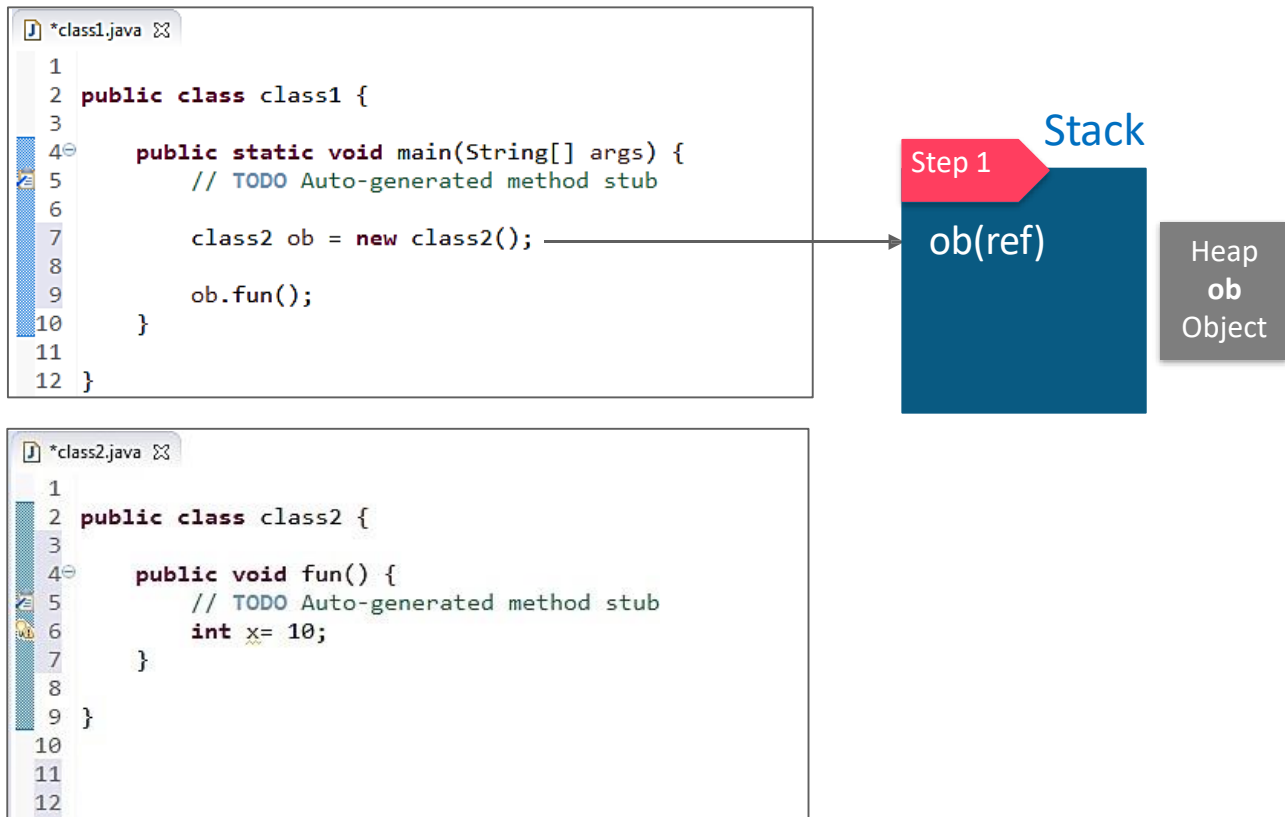 *class1.java
1
2 public class class1 {
3
4 public static void main(String[] args) {
5 // TODO Auto-generated method stub
6
7 class2 ob = new class2();
8
9 ob.fun();
10 }
11
12 }
Stack
Step 1
ob(ref)
Heap
ob
Object
*class2.java
1
2 public class class2 {
3
4 public void fun() {
5 // TODO Auto-generated method stub
6 int x= 10;
7 }
8
9 }
10
11
12